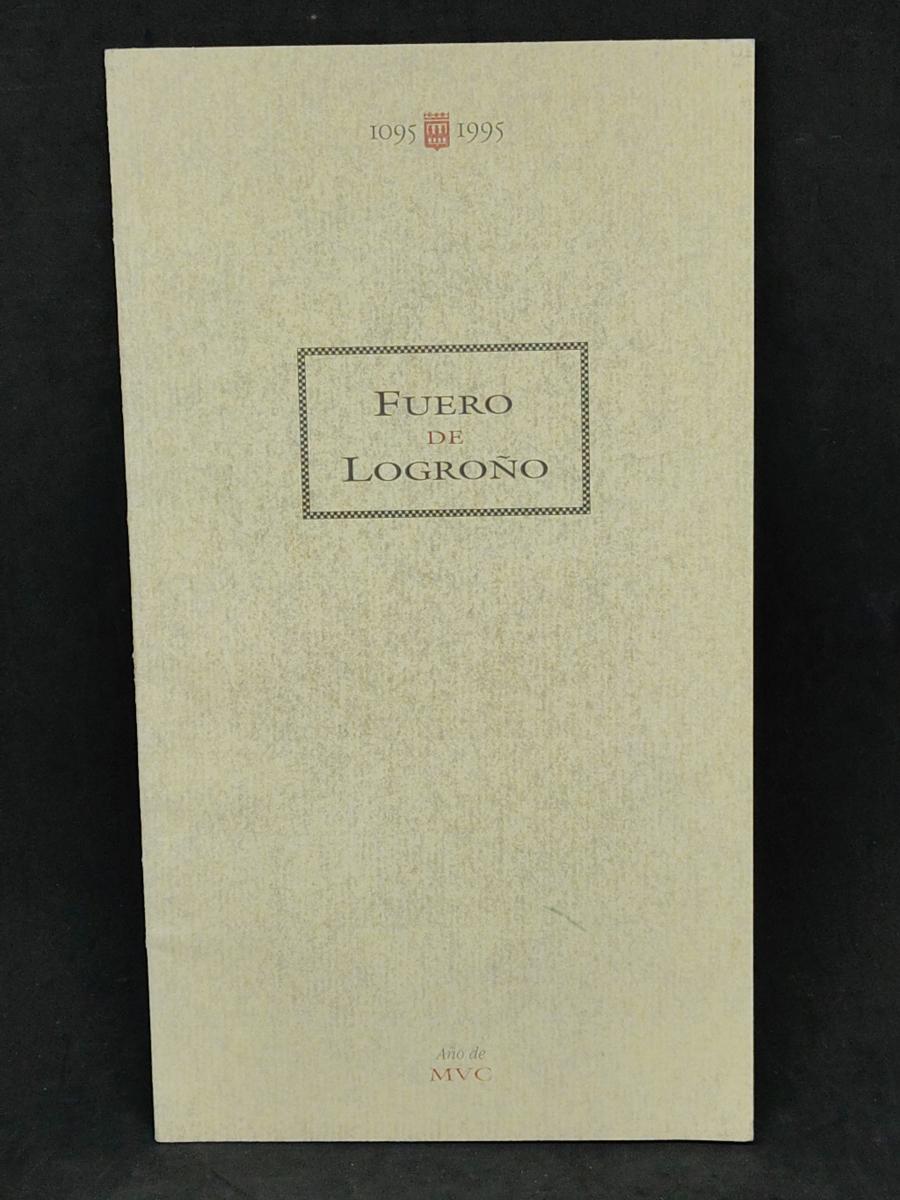 1095 1995
FUERO
DE
LOGROÑO
Año de
MVC